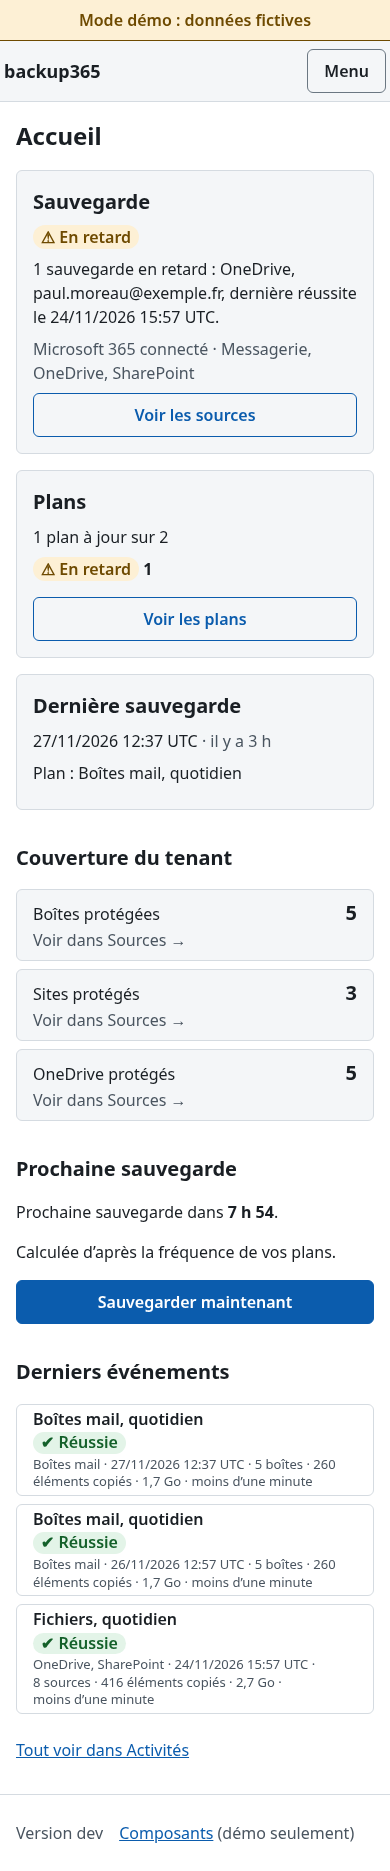 Mode démo : données fictives
backup365
Menu
Accueil
Sauvegarde
⚠ En retard
1 sauvegarde en retard : OneDrive,
paul.moreau@exemple.fr, dernière réussite
le 24/11/2026 15:57 UTC.
Microsoft 365 connecté · Messagerie,
OneDrive, SharePoint
Voir les sources
Plans
1 plan à jour sur 2
⚠ En retard 1
Voir les plans
Dernière sauvegarde
27/11/2026 12:37 UTC · il y a 3 h
Plan : Boîtes mail, quotidien
Couverture du tenant
Boîtes protégées 5
Voir dans Sources →
Sites protégés 3
Voir dans Sources →
OneDrive protégés 5
Voir dans Sources →
Prochaine sauvegarde
Prochaine sauvegarde dans 7 h 54.
Calculée d’après la fréquence de vos plans.
Sauvegarder maintenant
Derniers événements
Boîtes mail, quotidien
✔ Réussie
Boîtes mail · 27/11/2026 12:37 UTC · 5 boîtes · 260
éléments copiés · 1,7 Go · moins d’une minute
Boîtes mail, quotidien
✔ Réussie
Boîtes mail · 26/11/2026 12:57 UTC · 5 boîtes · 260
éléments copiés · 1,7 Go · moins d’une minute
Fichiers, quotidien
✔ Réussie
OneDrive, SharePoint · 24/11/2026 15:57 UTC ·
8 sources · 416 éléments copiés · 2,7 Go ·
moins d’une minute
Tout voir dans Activités
Version dev Composants (démo seulement)